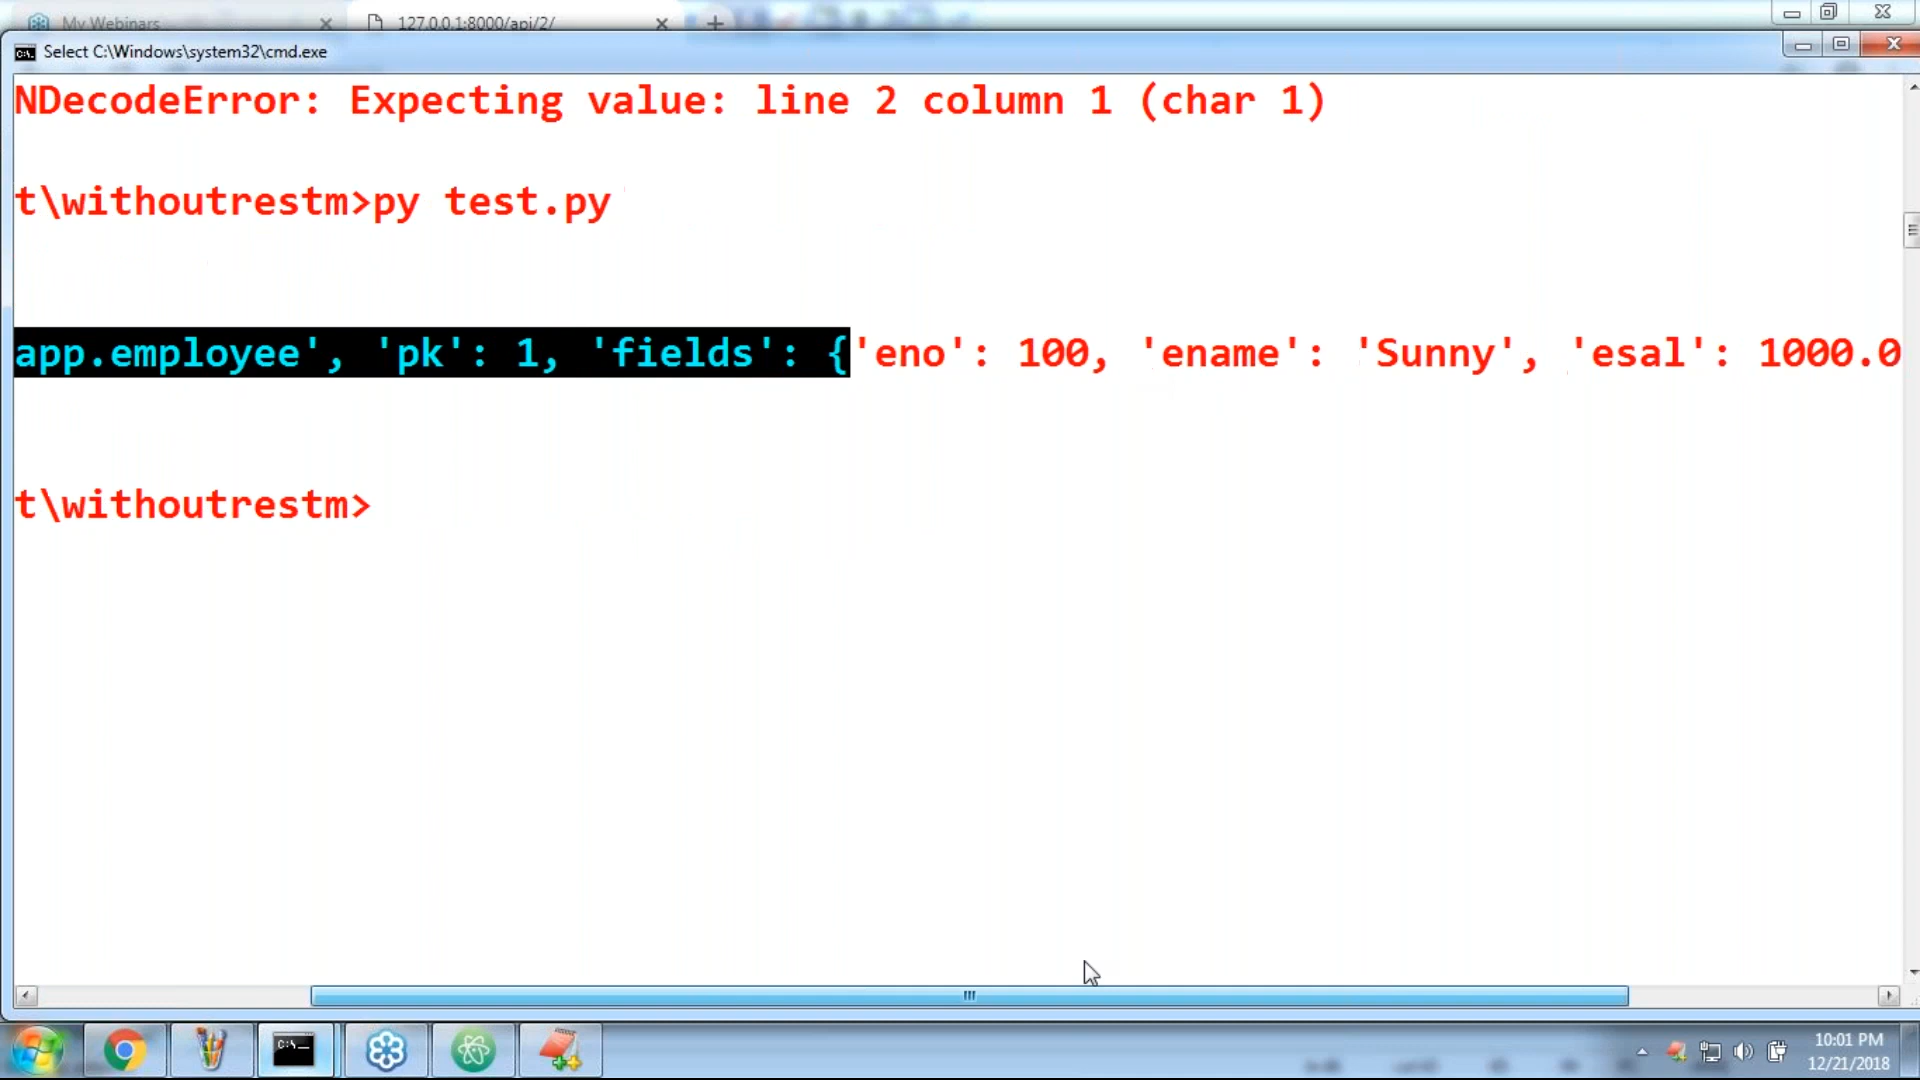 My Webinars
127.0.0.1:8000/api/2/
Select C:\Windows\system32\cmd.exe
NDecodeError: Expecting value: line 2 column 1 (char 1)
t\withoutrestm>py test.py
app.employee', 'pk': 1, 'fields': {'eno': 100, 'ename': 'Sunny', 'esal': 1000.0
t\withoutrestm>
10:01 PM
12/21/2018